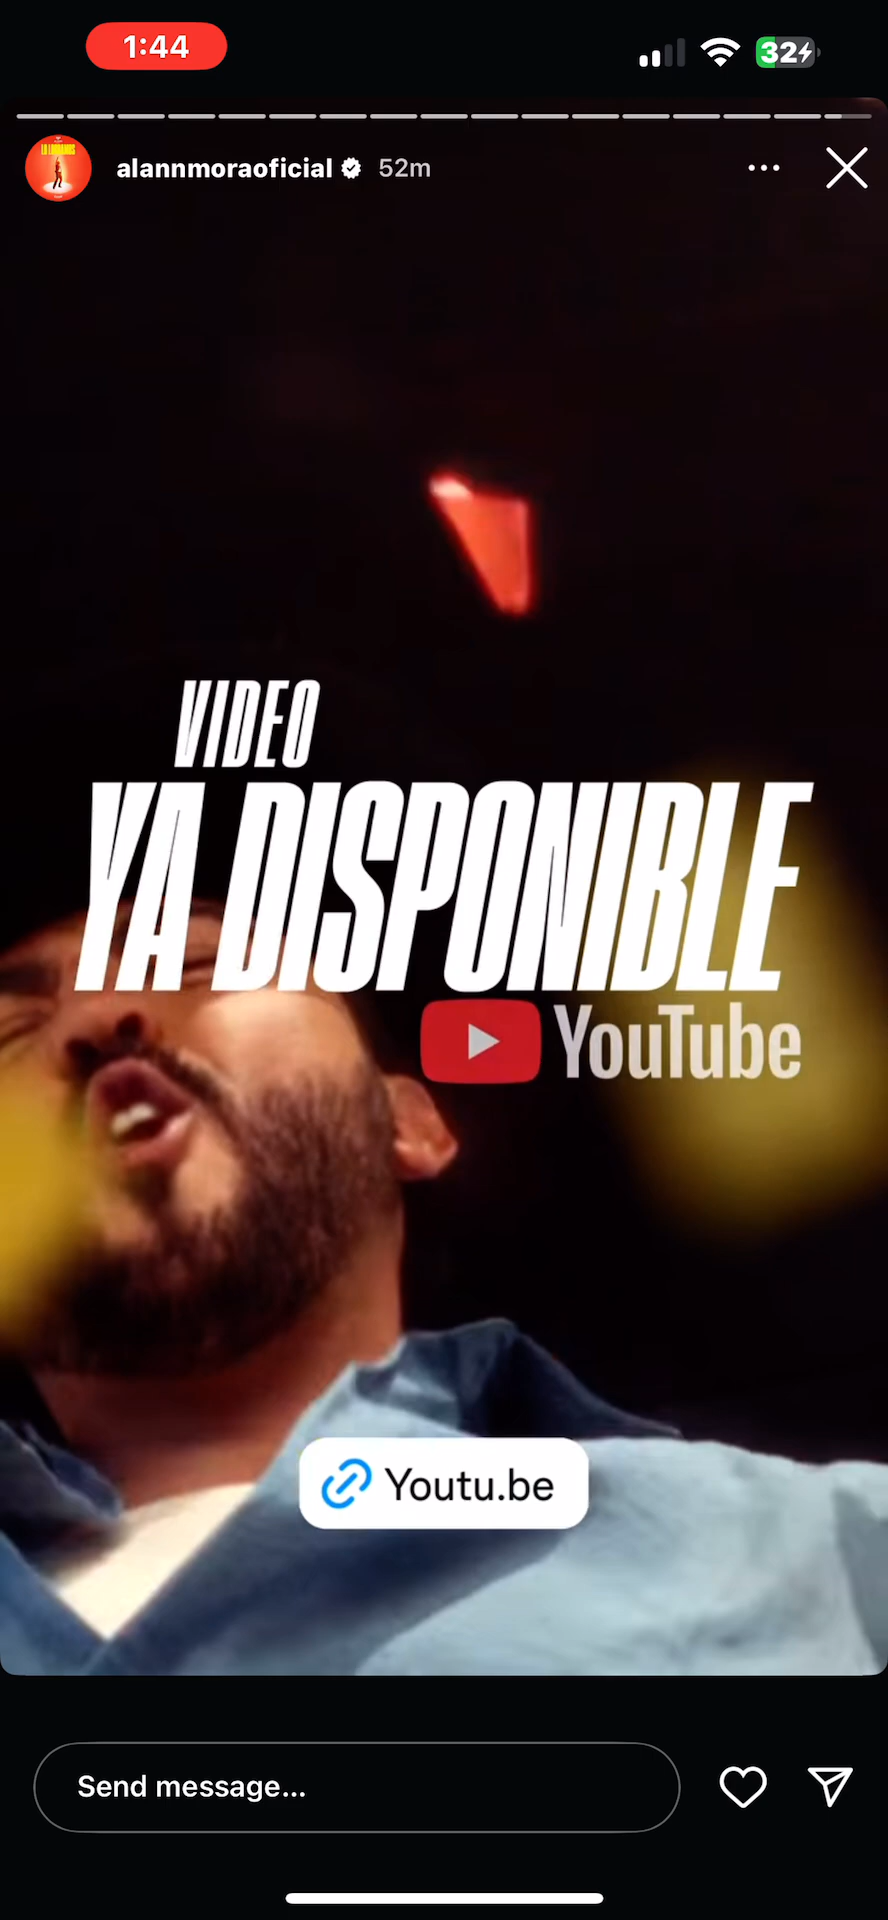 1:44
32
alannmoraoficial 52m
VIDEO
YA DISPONIBLE
YouTube
Youtu.be
Send message...